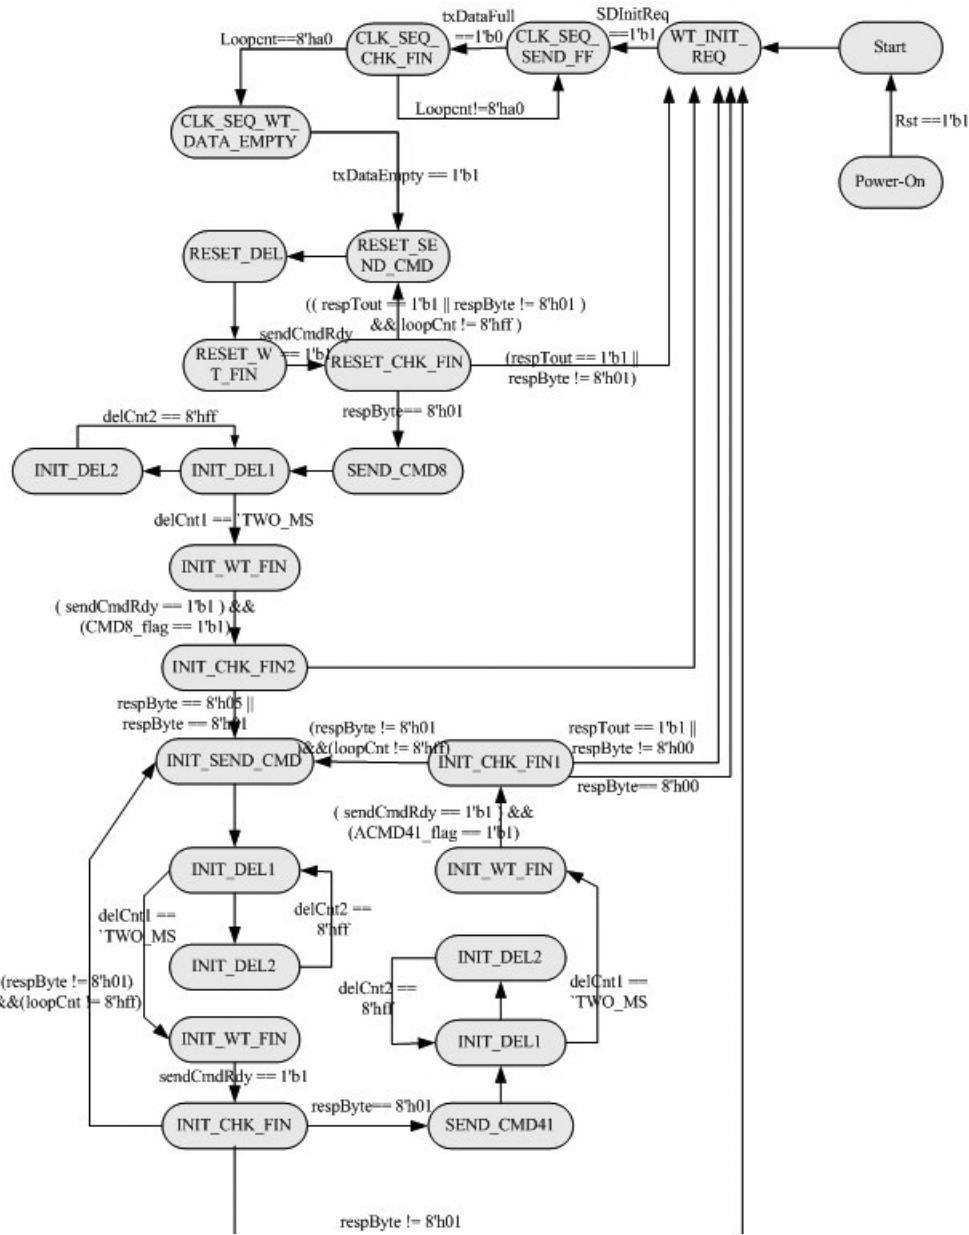 txDataFull
==1'b0
SDInitReq
==1'b1
Loopcnt==8'ha0
CLK_SEQ_
CHK_FIN
CLK_SEQ_
SEND_FF
WT_INIT_
REQ
Start
Loopcnt!=8'ha0
CLK_SEQ_WT_
DATA_EMPTY
Rst ==1'b1
txDataEmpty == 1'b1
Power-On
RESET_DEL
RESET_SE
ND_CMD
(( respTout == 1'b1 || respByte != 8'h01 )
&& loopCnt != 8'hff )
sendCmdRdy
== 1'b1
RESET_W
T_FIN
RESET_CHK_FIN
(respTout == 1'b1 ||
respByte != 8'h01)
respByte== 8'h01
delCnt2 == 8'hff
INIT_DEL2
INIT_DEL1
SEND_CMD8
delCnt1 == `TWO_MS
INIT_WT_FIN
( sendCmdRdy == 1'b1 ) &&
(CMD8_flag == 1'b1)
INIT_CHK_FIN2
respByte == 8'h05 ||
respByte == 8'h01
(respByte != 8'h01
)&&(loopCnt != 8'hff)
respTout == 1'b1 ||
respByte != 8'h00
INIT_SEND_CMD
INIT_CHK_FIN1
respByte== 8'h00
( sendCmdRdy == 1'b1 ) &&
(ACMD41_flag == 1'b1)
INIT_DEL1
INIT_WT_FIN
delCnt1 ==
`TWO_MS
delCnt2 ==
8'hff
INIT_DEL2
INIT_DEL2
(respByte != 8'h01)
&&(loopCnt != 8'hff)
delCnt2 ==
8'hff
delCnt1 ==
`TWO_MS
INIT_WT_FIN
INIT_DEL1
sendCmdRdy == 1'b1
INIT_CHK_FIN
respByte== 8'h01
SEND_CMD41
respByte != 8'h01